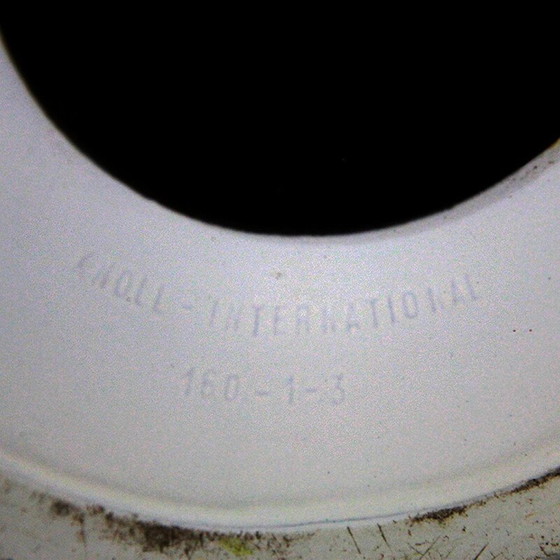 KNOLL - INTERNATIONAL
160 - 1 - 3